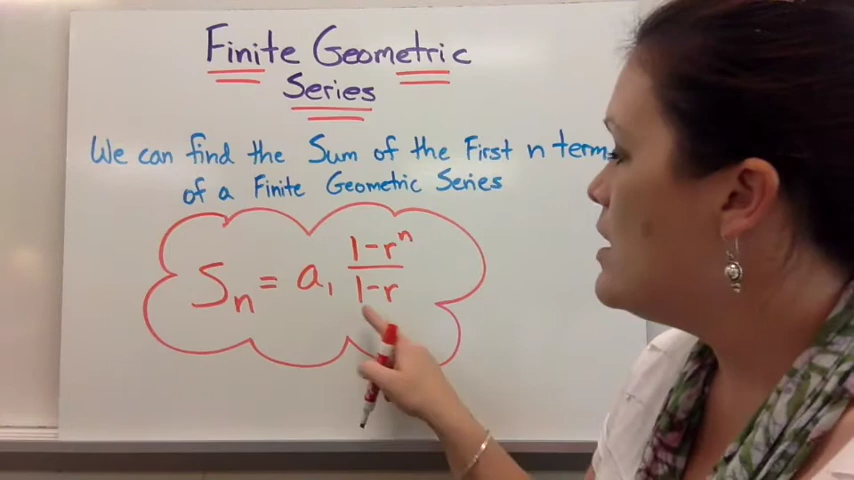 Finite Geometric
Series
We can find the Sum of the First n terms
of a Finite Geometric Series
Sₙ = a₁ (1-rⁿ)/(1-r)